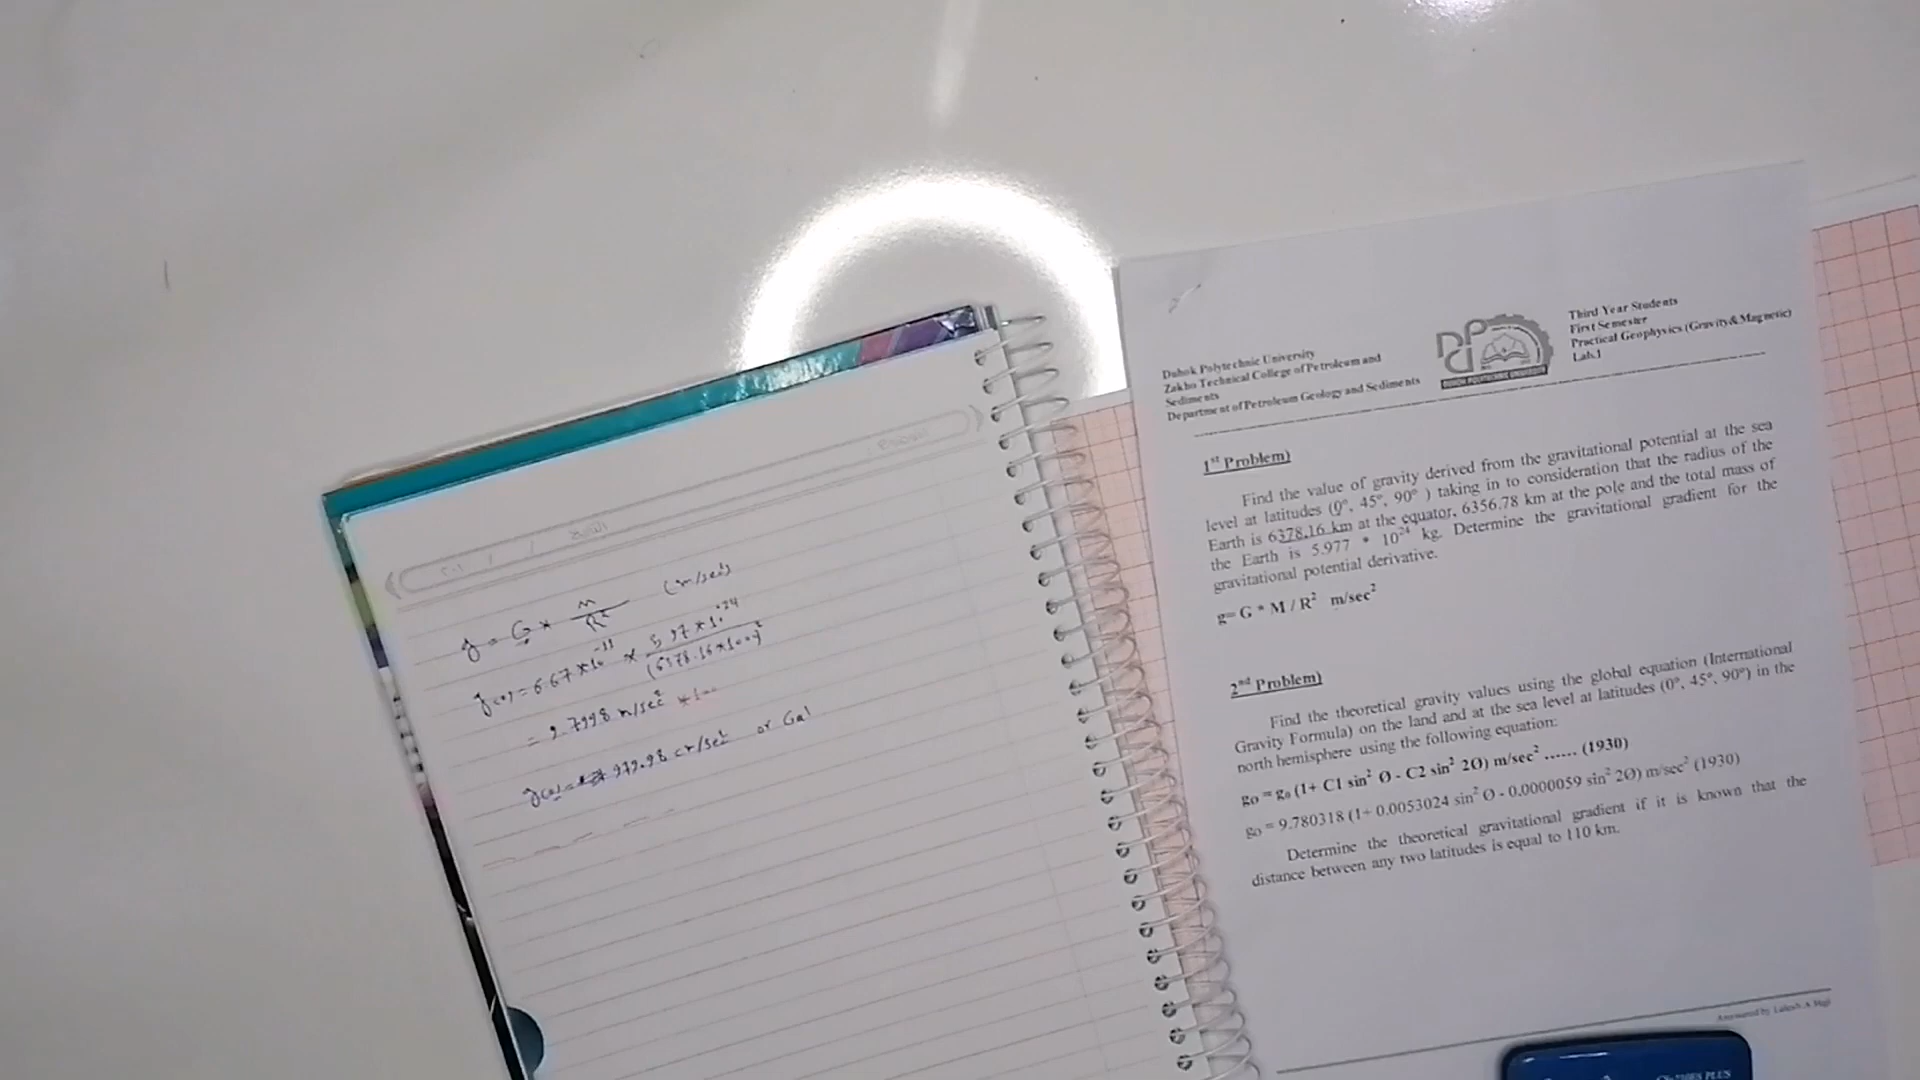 g = G * M / R² (m/sec²)
g(0) = 6.67 * 10⁻¹¹ * 5.97 * 10^24 / (6378.16 * 1000)²
= 9.7998 m/sec² * 100
979.98 cm/sec² or Gal
Duhok Polytechnic University
Zakho Technical College of Petroleum and
Sediments
Department of Petroleum Geology and Sediments
DUHOK POLYTECHNIC UNIVERSITY
Third Year Students
First Semester
Practical Geophysics (Gravity&Magnetic)
Lab.1
1st Problem)
Find the value of gravity derived from the gravitational potential at the sea
level at latitudes (0°, 45°, 90° ) taking in to consideration that the radius of the
Earth is 6378.16 km at the equator, 6356.78 km at the pole and the total mass of
the Earth is 5.977 * 10²⁴ kg. Determine the gravitational gradient for the
gravitational potential derivative.
g= G * M / R² m/sec²
2nd Problem)
Find the theoretical gravity values using the global equation (International
Gravity Formula) on the land and at the sea level at latitudes (0°, 45°, 90°) in the
north hemisphere using the following equation:
gₒ = g₀ (1+ C1 sin² Ø - C2 sin² 2Ø) m/sec² ...... (1930)
gₒ = 9.780318 (1+ 0.0053024 sin² Ø - 0.0000059 sin² 2Ø) m/sec² (1930)
Determine the theoretical gravitational gradient if it is known that the
distance between any two latitudes is equal to 110 km.
PLUS